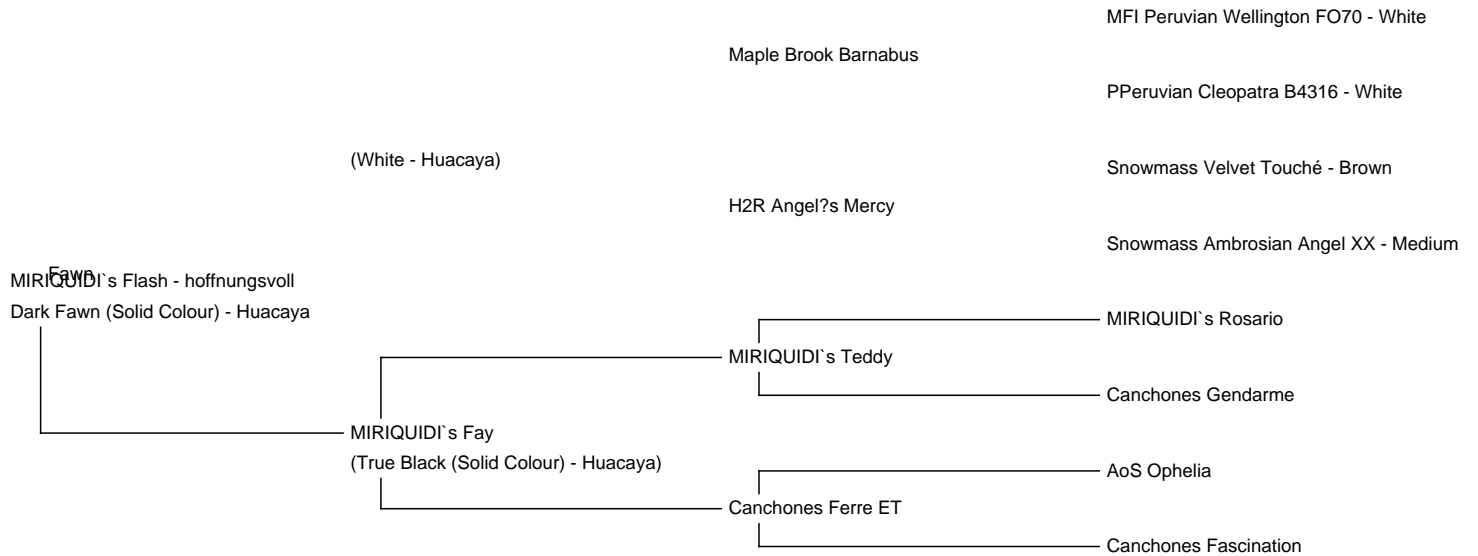 MFI Peruvian Wellington FO70 - White
Maple Brook Barnabus
PPeruvian Cleopatra B4316 - White
(White - Huacaya)
Snowmass Velvet Touché - Brown
H2R Angel?s Mercy
Snowmass Ambrosian Angel XX - Medium
Fawn
MIRIQUIDI`s Flash - hoffnungsvoll
Dark Fawn (Solid Colour) - Huacaya
MIRIQUIDI`s Rosario
MIRIQUIDI`s Teddy
Canchones Gendarme
MIRIQUIDI`s Fay
(True Black (Solid Colour) - Huacaya)
AoS Ophelia
Canchones Ferre ET
Canchones Fascination